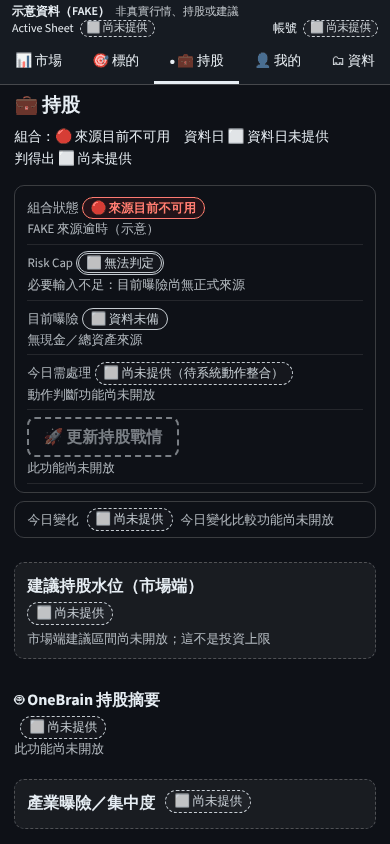 示意資料（FAKE） 非真實行情、持股或建議
Active Sheet ⬜ 尚未提供 帳號 ⬜ 尚未提供
📊 市場 🎯 標的 •💼 持股 👤 我的 🗂 資料
💼 持股
組合：🔴 來源目前不可用 資料日 ⬜ 資料日未提供
判得出 ⬜ 尚未提供
組合狀態 🔴 來源目前不可用
FAKE 來源逾時（示意）
Risk Cap ⬜ 無法判定
必要輸入不足：目前曝險尚無正式來源
目前曝險 ⬜ 資料未備
無現金／總資產來源
今日需處理 ⬜ 尚未提供（待系統動作整合）
動作判斷功能尚未開放
🚀 更新持股戰情
此功能尚未開放
今日變化 ⬜ 尚未提供 今日變化比較功能尚未開放
建議持股水位（市場端）
⬜ 尚未提供
市場端建議區間尚未開放；這不是投資上限
OneBrain 持股摘要
⬜ 尚未提供
此功能尚未開放
產業曝險／集中度 ⬜ 尚未提供